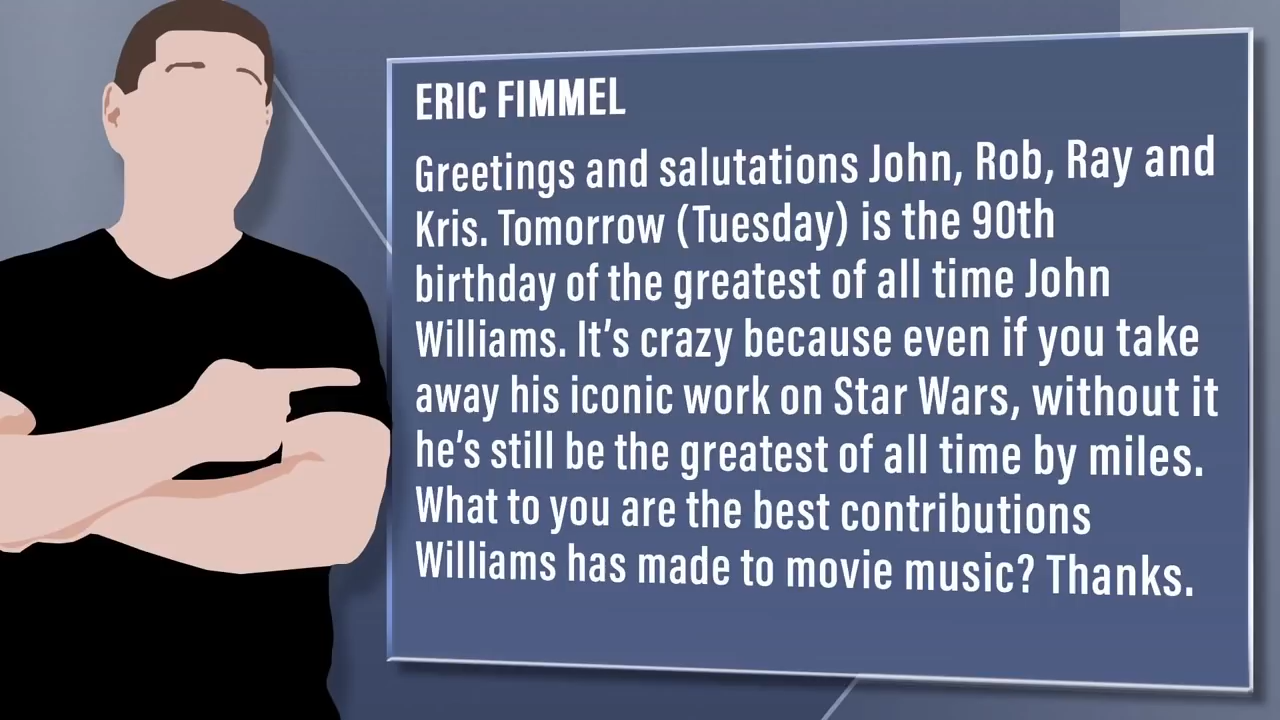 ERIC FIMMEL
Greetings and salutations John, Rob, Ray and
Kris. Tomorrow (Tuesday) is the 90th
birthday of the greatest of all time John
Williams. It's crazy because even if you take
away his iconic work on Star Wars, without it
he's still be the greatest of all time by miles.
What to you are the best contributions
Williams has made to movie music? Thanks.